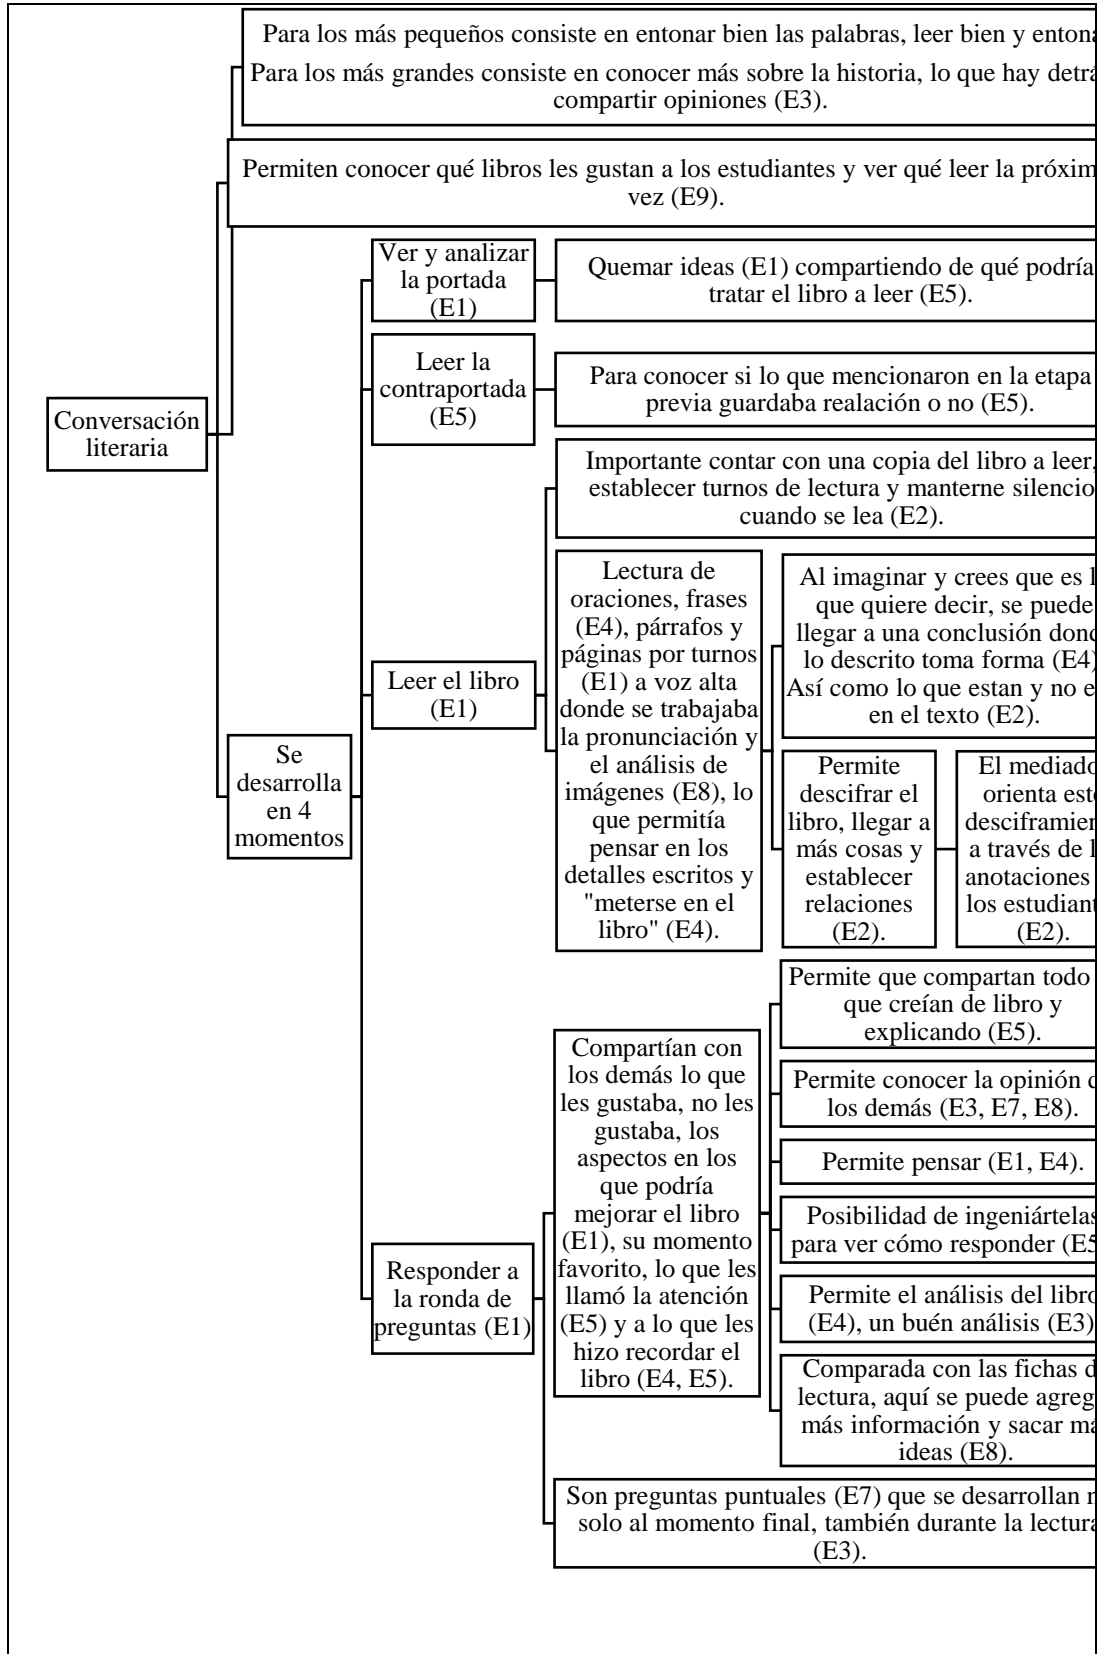 Para los más pequeños consiste en entonar bien las palabras, leer bien y
Para los más grandes consiste en conocer más sobre la historia, lo que hay
compartir opiniones (E3).
Permiten conocer qué libros les gustan a los estudiantes y ver qué leer la
vez (E9).
Ver y analizar
la portada
(E1)
Quemar ideas (E1) compartiendo de qué podría
tratar el libro a leer (E5).
Leer la
contraportada
(E5)
Para conocer si lo que mencionaron en la etapa
previa guardaba realación o no (E5).
Conversación
literaria
Importante contar con una copia del libro a leer,
establecer turnos de lectura y manterne silencio
cuando se lea (E2).
Leer el libro
(E1)
Lectura de
oraciones, frases
(E4), párrafos y
páginas por turnos
(E1) a voz alta
donde se trabajaba
la pronunciación y
el análisis de
imágenes (E8), lo
que permitía
pensar en los
detalles escritos y
"meterse en el
libro" (E4).
Al imaginar y crees que es
que quiere decir, se puede
llegar a una conclusión
lo descrito toma forma (E4)
Así como lo que estan y no
en el texto (E2).
Permite
descifrar el
libro, llegar a
más cosas y
establecer
relaciones
(E2).
El
orienta
a través de
anotaciones
los
(E2).
Se
desarrolla
en 4
momentos
Responder a
la ronda de
preguntas (E1)
Compartían con
los demás lo que
les gustaba, no les
gustaba, los
aspectos en los
que podría
mejorar el libro
(E1), su momento
favorito, lo que les
llamó la atención
(E5) y a lo que les
hizo recordar el
libro (E4, E5).
Permite que compartan todo
que creían de libro y
explicando (E5).
Permite conocer la opinión
los demás (E3, E7, E8).
Permite pensar (E1, E4).
Posibilidad de ingeniártelas
para ver cómo responder
Permite el análisis del libro
(E4), un buén análisis (E3)
Comparada con las fichas
lectura, aquí se puede
más información y sacar
ideas (E8).
Son preguntas puntuales (E7) que se desarrollan
solo al momento final, también durante la lectura
(E3).